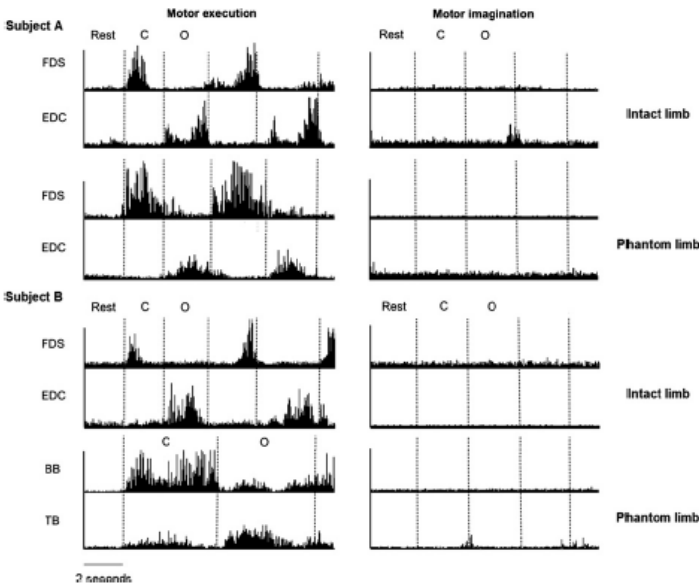 Motor execution Motor imagination
Subject A
Rest C O Rest C O
FDS
EDC
Intact limb
FDS
EDC
Phantom limb
Subject B
Rest C O Rest C O
FDS
EDC
Intact limb
C O
BB
TB
Phantom limb
2 seconds